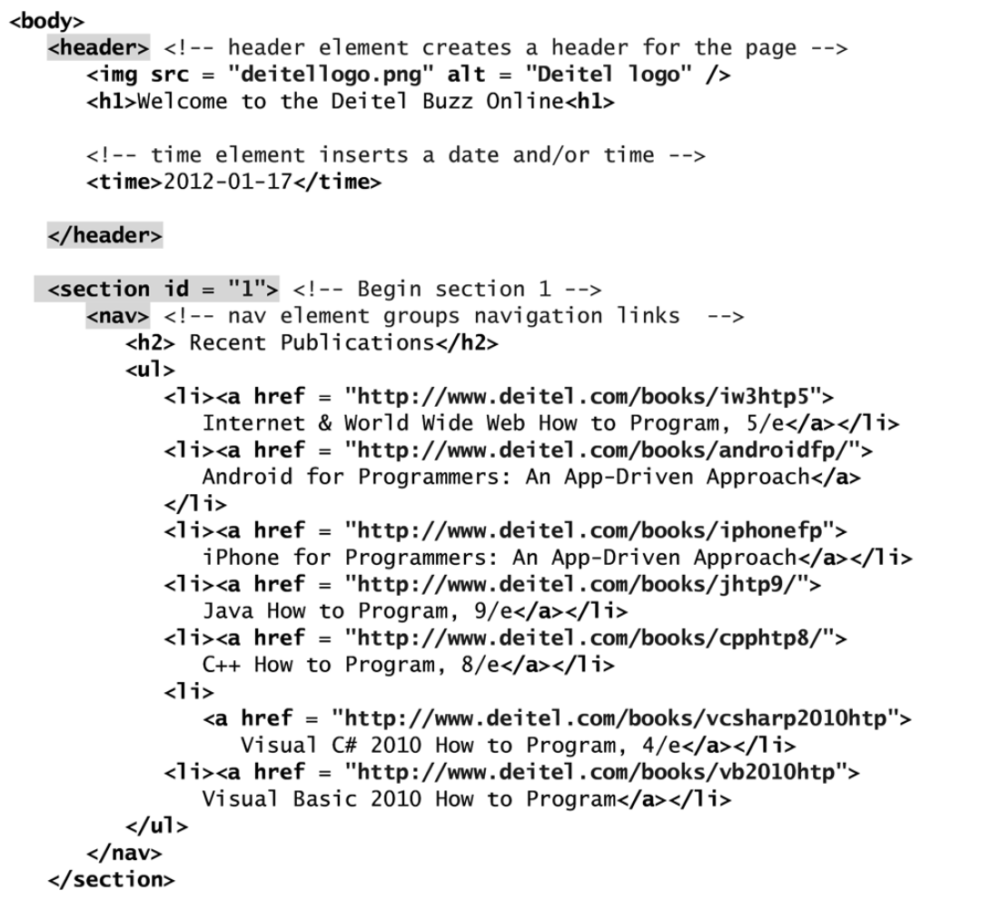 <body>
<header> <!-- header element creates a header for the page -->
<img src = "deitellogo.png" alt = "Deitel logo" />
<h1>Welcome to the Deitel Buzz Online<h1>
<!-- time element inserts a date and/or time -->
<time>2012-01-17</time>
</header>
<section id = "1"> <!-- Begin section 1 -->
<nav> <!-- nav element groups navigation links  -->
<h2> Recent Publications</h2>
<ul>
<li><a href = "http://www.deitel.com/books/iw3htp5">
Internet & World Wide Web How to Program, 5/e</a></li>
<li><a href = "http://www.deitel.com/books/androidfp/">
Android for Programmers: An App-Driven Approach</a>
</li>
<li><a href = "http://www.deitel.com/books/iphonefp">
iPhone for Programmers: An App-Driven Approach</a></li>
<li><a href = "http://www.deitel.com/books/jhtp9/">
Java How to Program, 9/e</a></li>
<li><a href = "http://www.deitel.com/books/cpphtp8/">
C++ How to Program, 8/e</a></li>
<li>
<a href = "http://www.deitel.com/books/vcsharp2010htp">
Visual C# 2010 How to Program, 4/e</a></li>
<li><a href = "http://www.deitel.com/books/vb2010htp">
Visual Basic 2010 How to Program</a></li>
</ul>
</nav>
</section>